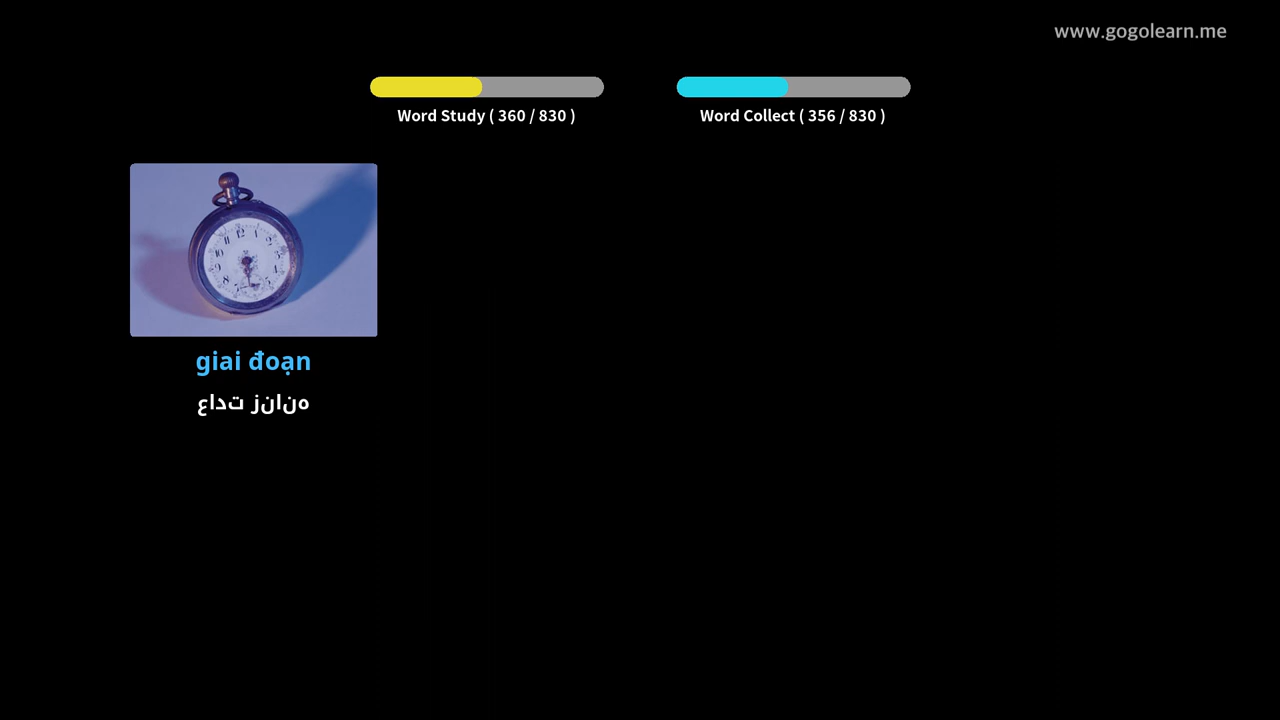 www.gogolearn.me
Word Study ( 360 / 830 )
Word Collect ( 356 / 830 )
giai đoạn
عادت زنانه